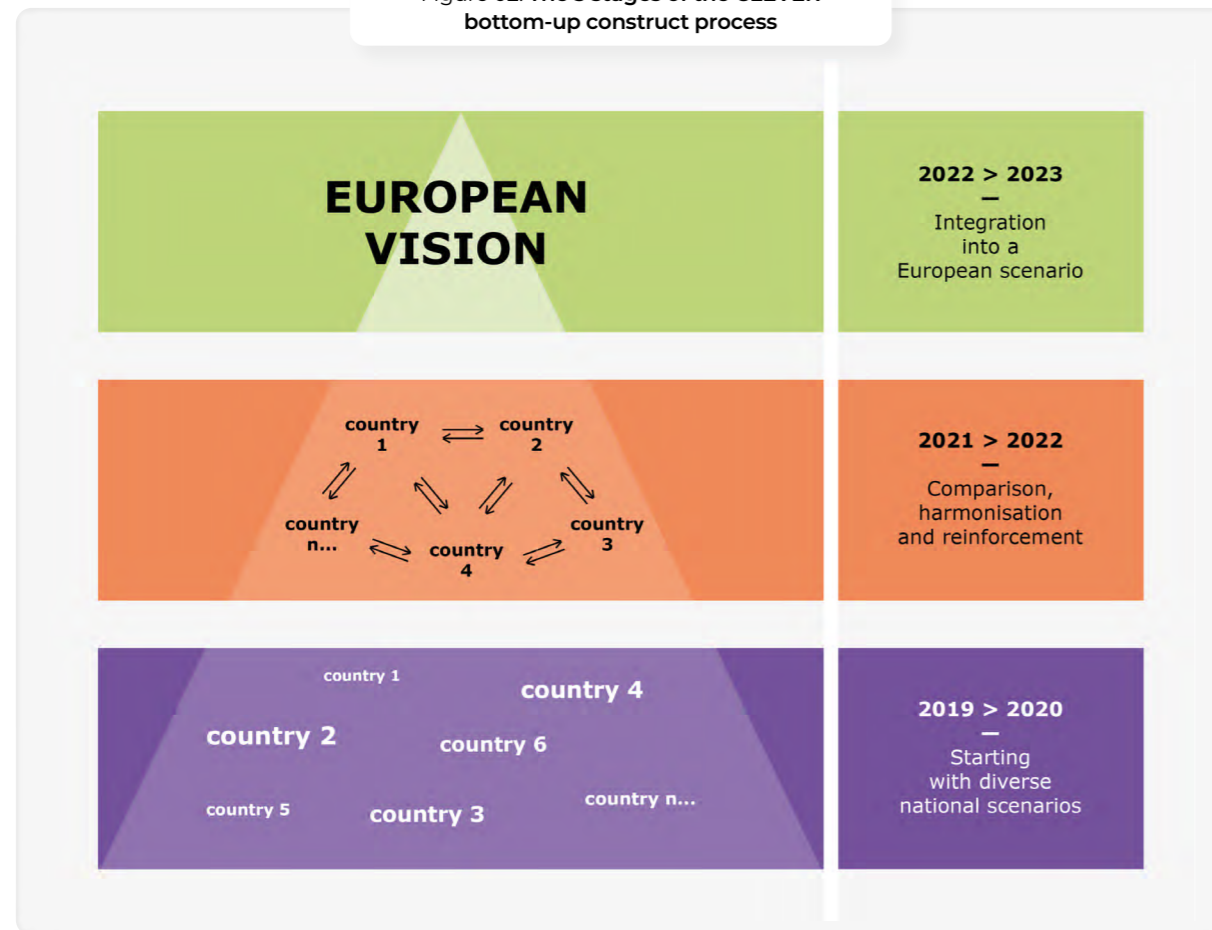 bottom-up construct process
EUROPEAN
VISION
2022 > 2023
—
Integration
into a
European scenario
country
1
country
2
country
n...
country
4
country
3
2021 > 2022
—
Comparison,
harmonisation
and reinforcement
country 1
country 4
country 2
country 6
country n...
country 5
country 3
2019 > 2020
—
Starting
with diverse
national scenarios